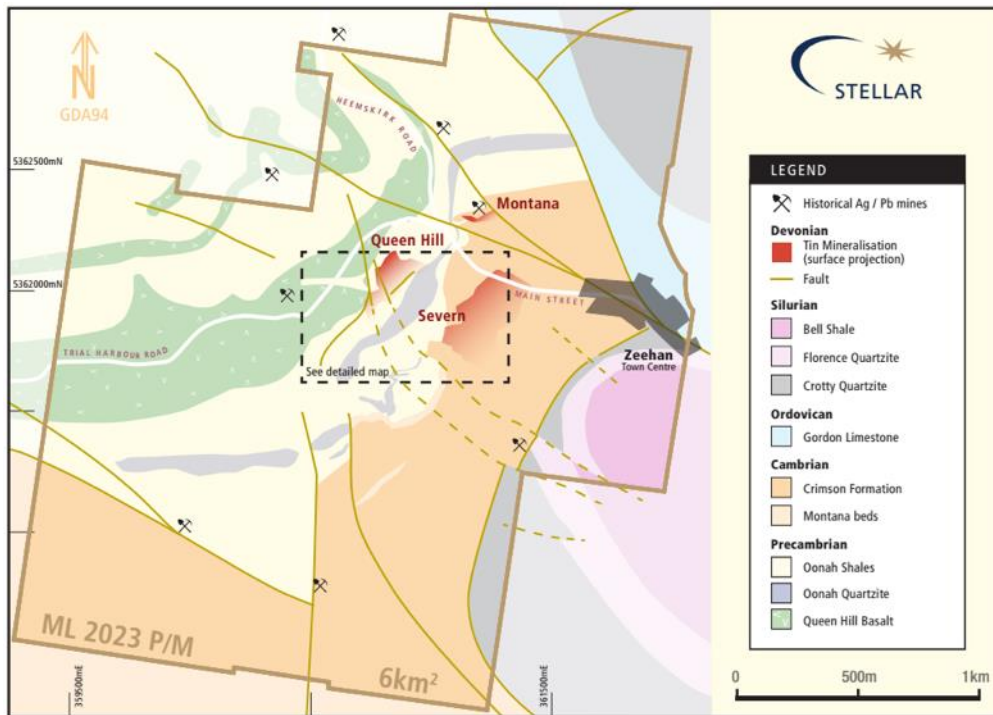 N
GDA94
HEEMSKIRK ROAD
5362500mN
Montana
Queen Hill
5362000mN
MAIN STREET
Severn
TRIAL HARBOUR ROAD
See detailed map
Zeehan
Town Centre
ML 2023 P/M
6km²
359500mE
361500mE
STELLAR
LEGEND
Historical Ag / Pb mines
Devonian
Tin Mineralisation
(surface projection)
Fault
Silurian
Bell Shale
Florence Quartzite
Crotty Quartzite
Ordovican
Gordon Limestone
Cambrian
Crimson Formation
Montana beds
Precambrian
Oonah Shales
Oonah Quartzite
Queen Hill Basalt
0 500m 1km